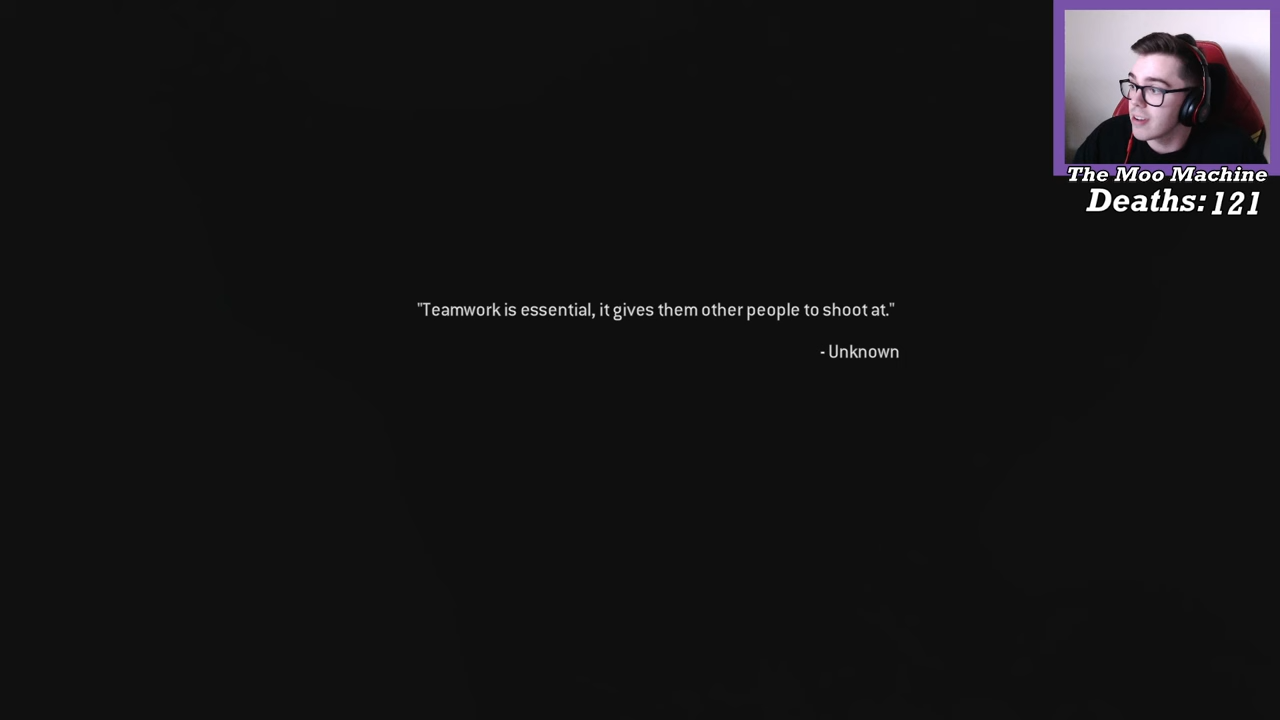 The Moo Machine
Deaths:121
"Teamwork is essential, it gives them other people to shoot at."
- Unknown